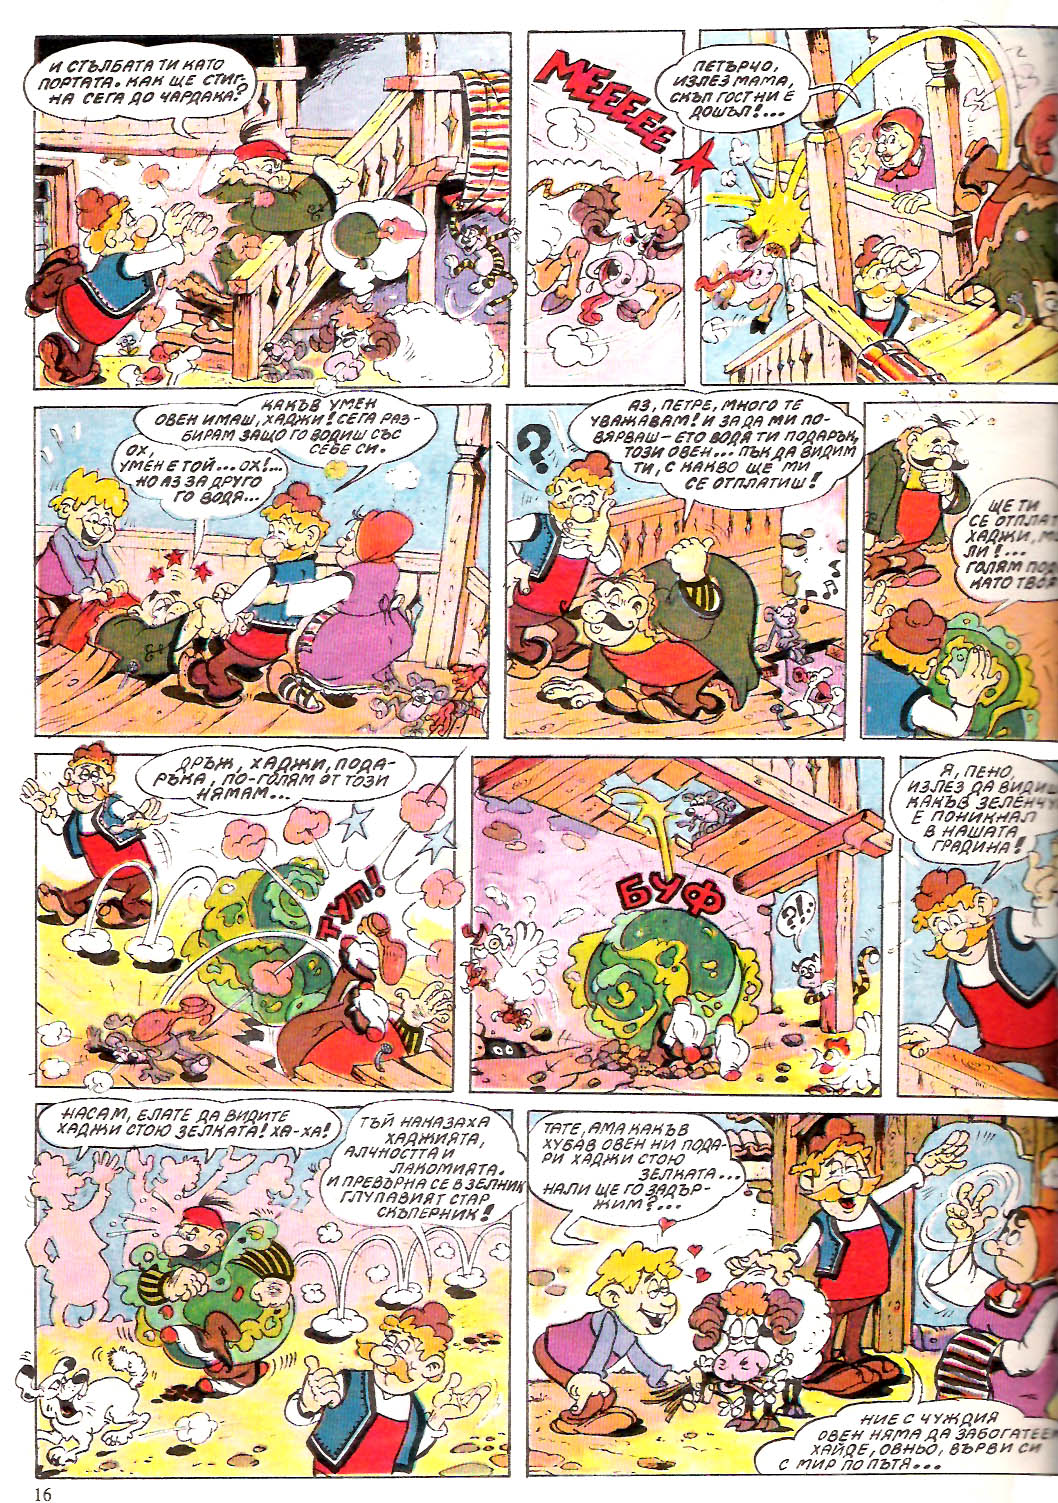 И СТЪЛБАТА ТИ КАТО
ПОРТАТА. КАК ЩЕ СТИГ-
НА СЕГА ДО ЧАРДАКА?
МЕЕЕЕЕ
ПЕТЪРЧО,
ИЗЛЕЗ МАМА,
СКЪП ГОСТ НИ Е
ДОШЪЛ!...
КАКЪВ УМЕН
ОВЕН ИМАШ, ХАДЖИ! СЕГА РАЗ-
БИРАМ ЗАЩО ГО ВОДИШ СЪС
СЕБЕ СИ.
ОХ,
УМЕН Е ТОЙ... ОХ!...
НО АЗ ЗА ДРУГО
ГО ВОДЯ...
?
АЗ, ПЕТРЕ, МНОГО ТЕ
УВАЖАВАМ! И ЗА ДА МИ ПО-
ВЯРВАШ - ЕТО ВОДЯ ТИ ПОДАРЪК,
ТОЗИ ОВЕН... ПЪК ДА ВИДИМ
ТИ, С КАКВО ЩЕ МИ
СЕ ОТПЛАТИШ!
ЩЕ ТИ
СЕ ОТПЛА
ХАДЖИ, М
ЛИ!...
ГОЛЯМ ПОД
КАТО ТВОЯ
ДРЪЖ, ХАДЖИ, ПОДА-
РЪКА, ПО-ГОЛЯМ ОТ ТОЗИ
НЯМАМ...
ТУП!
БУФ
?!.
Я, ПЕНО,
ИЗЛЕЗ ДА ВИДИШ
КАКЪВ ЗЕЛЕНЧУ
Е ПОНИКНАЛ
В НАШАТА
ГРАДИНА!
НАСАМ, ЕЛАТЕ ДА ВИДИТЕ
ХАДЖИ СТОЮ ЗЕЛКАТА! ХА-ХА!
ТЪЙ НАКАЗАХА
ХАДЖИЯТА,
АЛЧНОСТТА И
ЛАКОМИЯТА.
И ПРЕВЪРНА СЕ В ЗЕЛНИК
ГЛУПАВИЯТ СТАР
СКЪПЕРНИК!
ТАТЕ, АМА КАКЪВ
ХУБАВ ОВЕН НИ ПОДА-
РИ ХАДЖИ СТОЮ
ЗЕЛКАТА...
НАЛИ ЩЕ ГО ЗАДЪР-
ЖИМ?...
НИЕ С ЧУЖДИЯ
ОВЕН НЯМА ДА ЗАБОГАТЕЕМ
ХАЙДЕ, ОВНЬО, ВЪРВИ СИ
С МИР ПО ПЪТЯ...
16